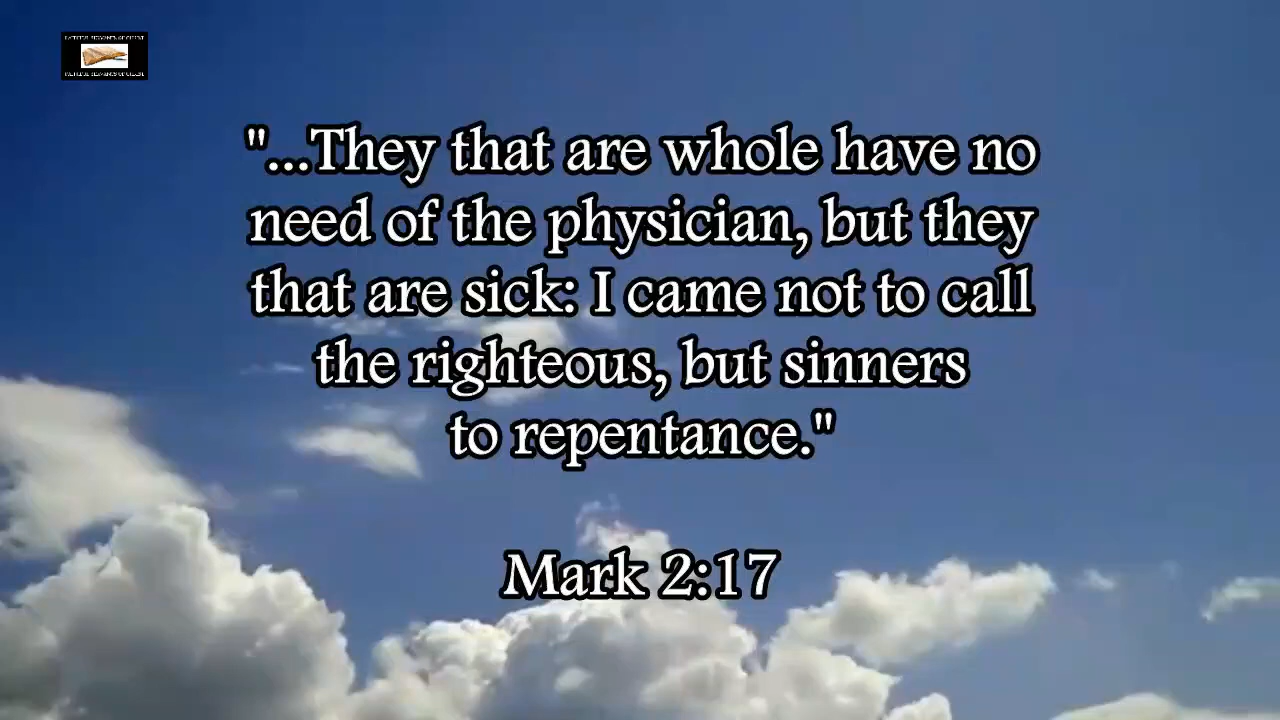 "...They that are whole have no
need of the physician, but they
that are sick: I came not to call
the righteous, but sinners
to repentance."
Mark 2:17